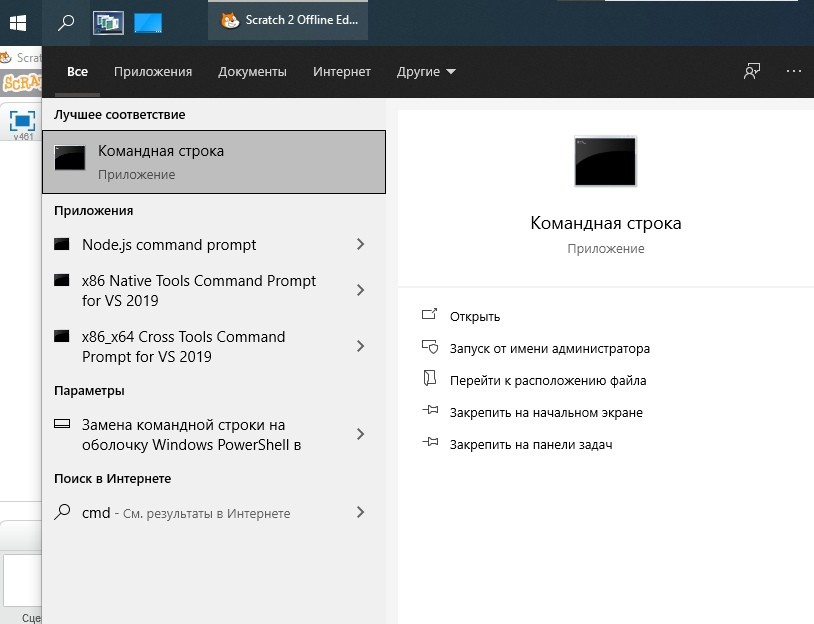 Scratch 2 Offline Ed...
Scrat
SCRAT
v461
Все Приложения Документы Интернет Другие
Лучшее соответствие
Командная строка
Приложение
Приложения
Node.js command prompt
x86 Native Tools Command Prompt
for VS 2019
x86_x64 Cross Tools Command
Prompt for VS 2019
Параметры
Замена командной строки на
оболочку Windows PowerShell в
Поиск в Интернете
cmd - См. результаты в Интернете
Командная строка
Приложение
Открыть
Запуск от имени администратора
Перейти к расположению файла
Закрепить на начальном экране
Закрепить на панели задач
Сце